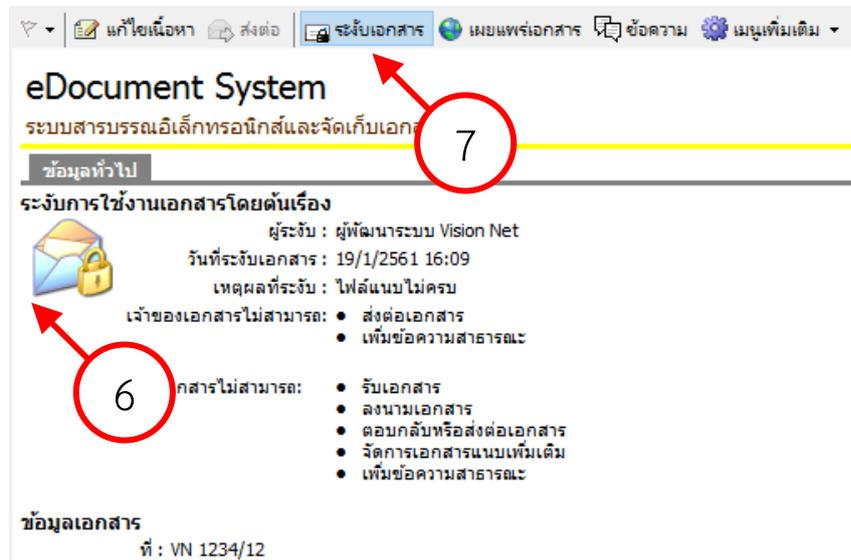 แก้ไขเนื้อหา ส่งต่อ ระงับเอกสาร เผยแพร่เอกสาร ข้อความ เมนูเพิ่มเติม
eDocument System
ระบบสารบรรณอิเล็กทรอนิกส์และจัดเก็บเอกส
7
ข้อมูลทั่วไป
ระงับการใช้งานเอกสารโดยต้นเรื่อง
ผู้ระงับ : ผู้พัฒนาระบบ Vision Net
วันที่ระงับเอกสาร : 19/1/2561 16:09
เหตุผลที่ระงับ : ไฟล์แนบไม่ครบ
เจ้าของเอกสารไม่สามารถ: ● ส่งต่อเอกสาร
● เพิ่มข้อความสาธารณะ
6
กสารไม่สามารถ: ● รับเอกสาร
● ลงนามเอกสาร
● ตอบกลับหรือส่งต่อเอกสาร
● จัดการเอกสารแนบเพิ่มเติม
● เพิ่มข้อความสาธารณะ
ข้อมูลเอกสาร
ที่ : VN 1234/12